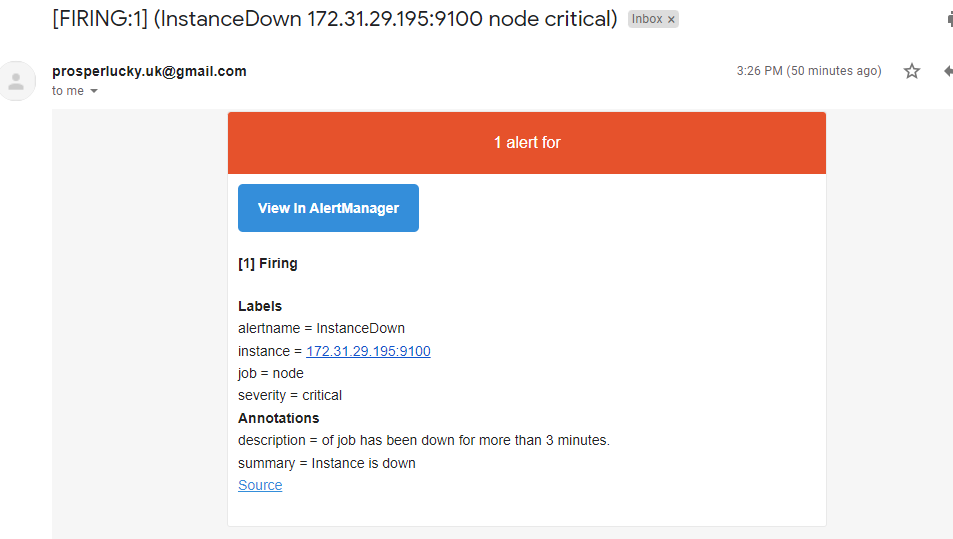 [FIRING:1] (InstanceDown 172.31.29.195:9100 node critical) Inbox x
prosperlucky.uk@gmail.com 3:26 PM (50 minutes ago)
to me
1 alert for
View In AlertManager
[1] Firing
Labels
alertname = InstanceDown
instance = 172.31.29.195:9100
job = node
severity = critical
Annotations
description = of job has been down for more than 3 minutes.
summary = Instance is down
Source